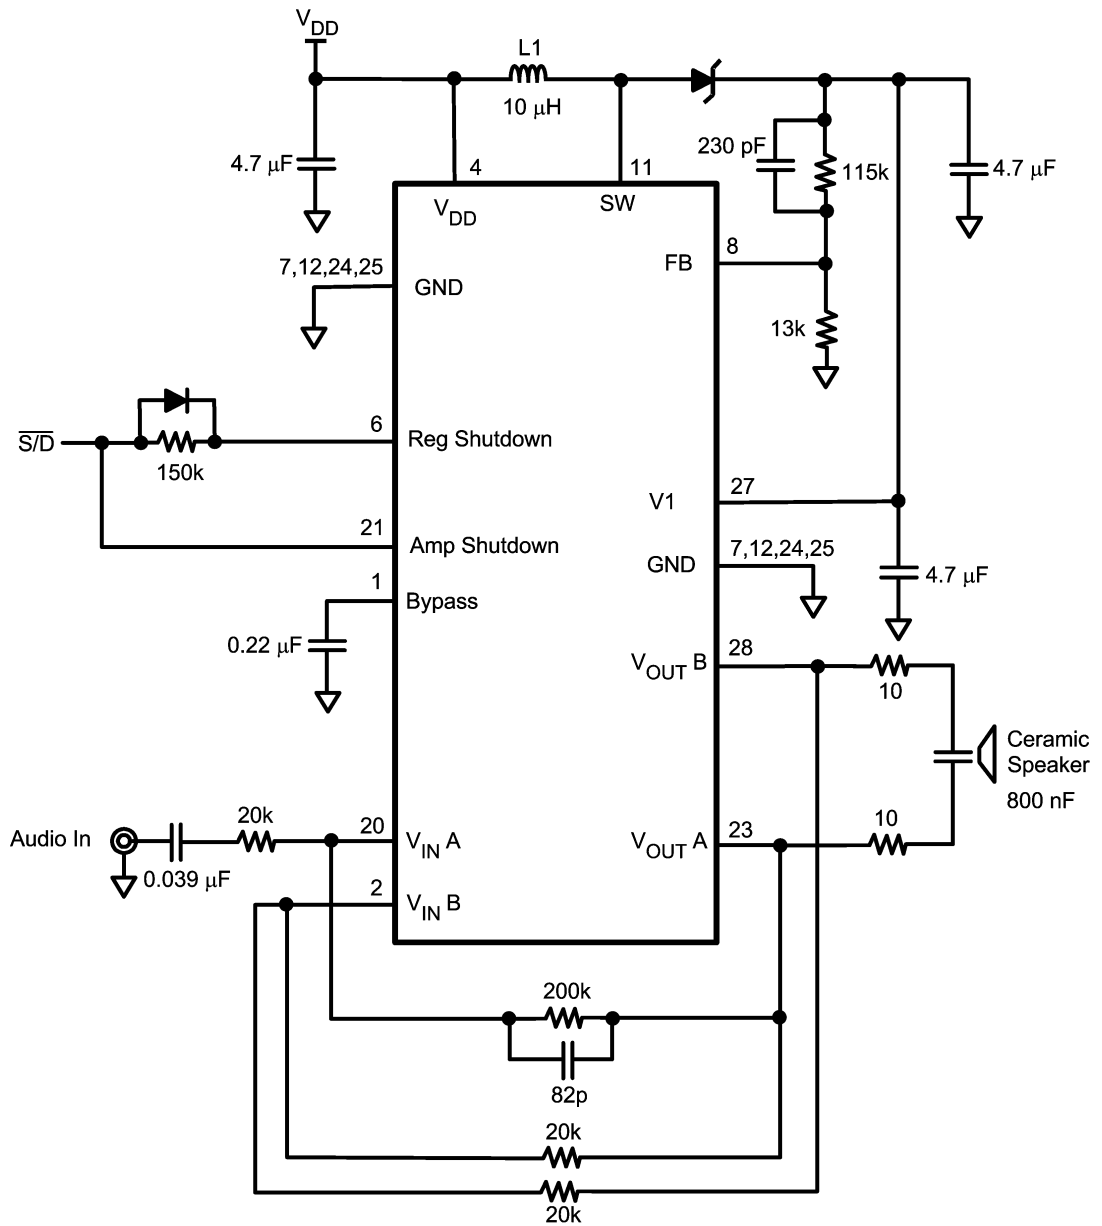 VDD
L1
10 µH
4.7 µF
4
11
230 pF
115k
4.7 µF
VDD
SW
8
FB
7,12,24,25
GND
13k
6
S/D
Reg Shutdown
150k
27
V1
21
Amp Shutdown
7,12,24,25
GND
4.7 µF
1
Bypass
0.22 µF
28
VOUT B
10
Ceramic
Speaker
800 nF
Audio In
20k
20
VIN A
VOUT A
23
10
0.039 µF
2
VIN B
200k
82p
20k
20k